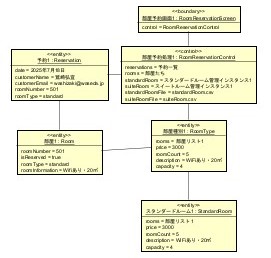 <<boundary>>
部屋予約画面1 : RoomReservationScreen
control = RoomReservationControl
<<entity>>
予約1 : Reservation
date = 2025年7月18日
customerName = 鷲崎弘宜
customerEmail = washizaki@waseda.jp
roomNumber = 501
roomType = standard
<<control>>
部屋予約処理1 : RoomReservationControl
reservations = 予約一覧
rooms = 部屋たち
standardRoom = スタンダードルーム管理インスタンス1
suiteRoom = スイートルーム管理インスタンス1
standardRoomFile = standardroom.csv
suiteRoomFile = suiteroom.csv
<<entity>>
部屋1 : Room
roomNumber = 501
isReserved = true
roomType = standard
roomInformation = WiFiあり・20㎡
<<entity>>
部屋種別1 : RoomType
rooms = 部屋リスト1
price = 3000
roomCount = 5
description = WiFiあり・20㎡
capacity = 4
<<entity>>
スタンダードルーム1 : StandardRoom
rooms = 部屋リスト1
price = 3000
roomCount = 5
description = WiFiあり・20㎡
capacity = 4